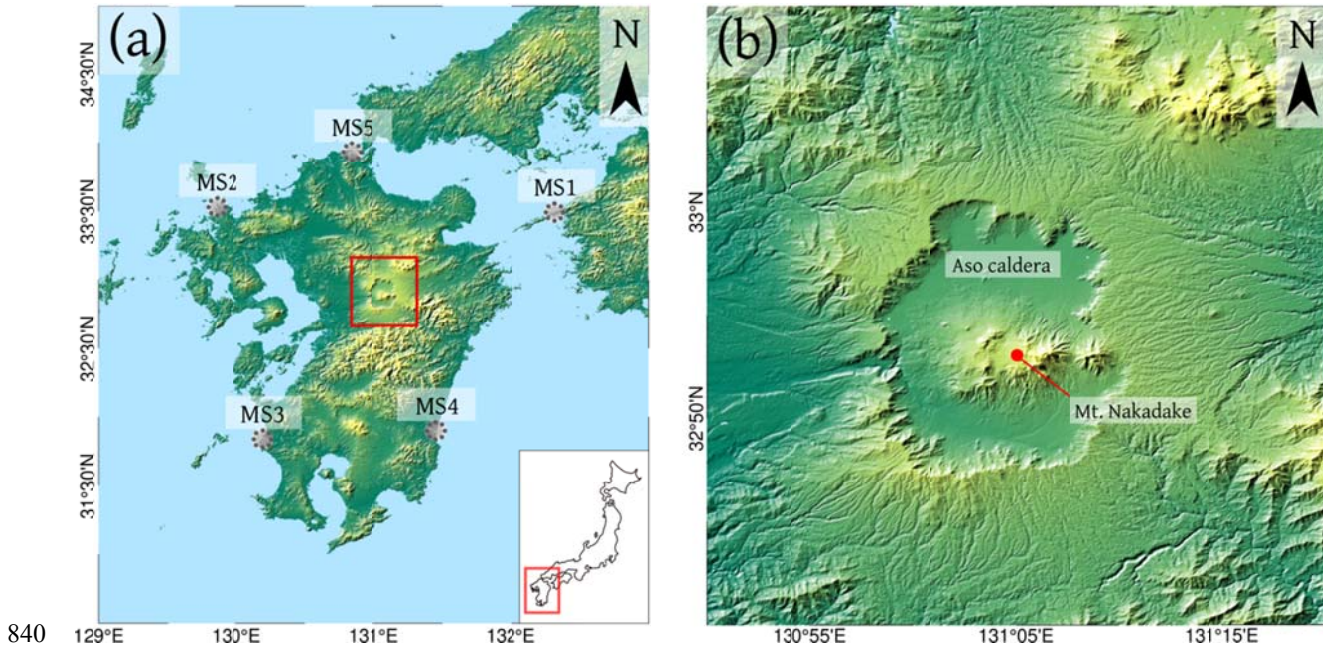 (a)
N
34°30'N
33°30'N
32°30'N
31°30'N
MS5
MS2
MS1
MS3
MS4
129°E
130°E
131°E
132°E
(b)
N
33°N
32°50'N
Aso caldera
Mt. Nakadake
130°55'E
131°05'E
131°15'E
840